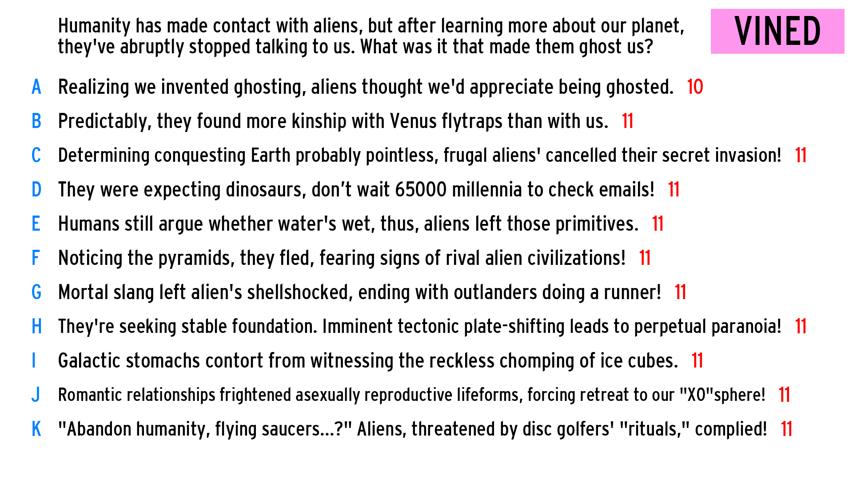 Humanity has made contact with aliens, but after learning more about our planet,
they've abruptly stopped talking to us. What was it that made them ghost us?
VINED
A Realizing we invented ghosting, aliens thought we'd appreciate being ghosted. 10
B Predictably, they found more kinship with Venus flytraps than with us. 11
C Determining conquesting Earth probably pointless, frugal aliens' cancelled their secret invasion! 11
D They were expecting dinosaurs, don’t wait 65000 millennia to check emails! 11
E Humans still argue whether water's wet, thus, aliens left those primitives. 11
F Noticing the pyramids, they fled, fearing signs of rival alien civilizations! 11
G Mortal slang left alien's shellshocked, ending with outlanders doing a runner! 11
H They're seeking stable foundation. Imminent tectonic plate-shifting leads to perpetual paranoia! 11
I Galactic stomachs contort from witnessing the reckless chomping of ice cubes. 11
J Romantic relationships frightened asexually reproductive lifeforms, forcing retreat to our "XO"sphere! 11
K "Abandon humanity, flying saucers...?" Aliens, threatened by disc golfers' "rituals," complied! 11